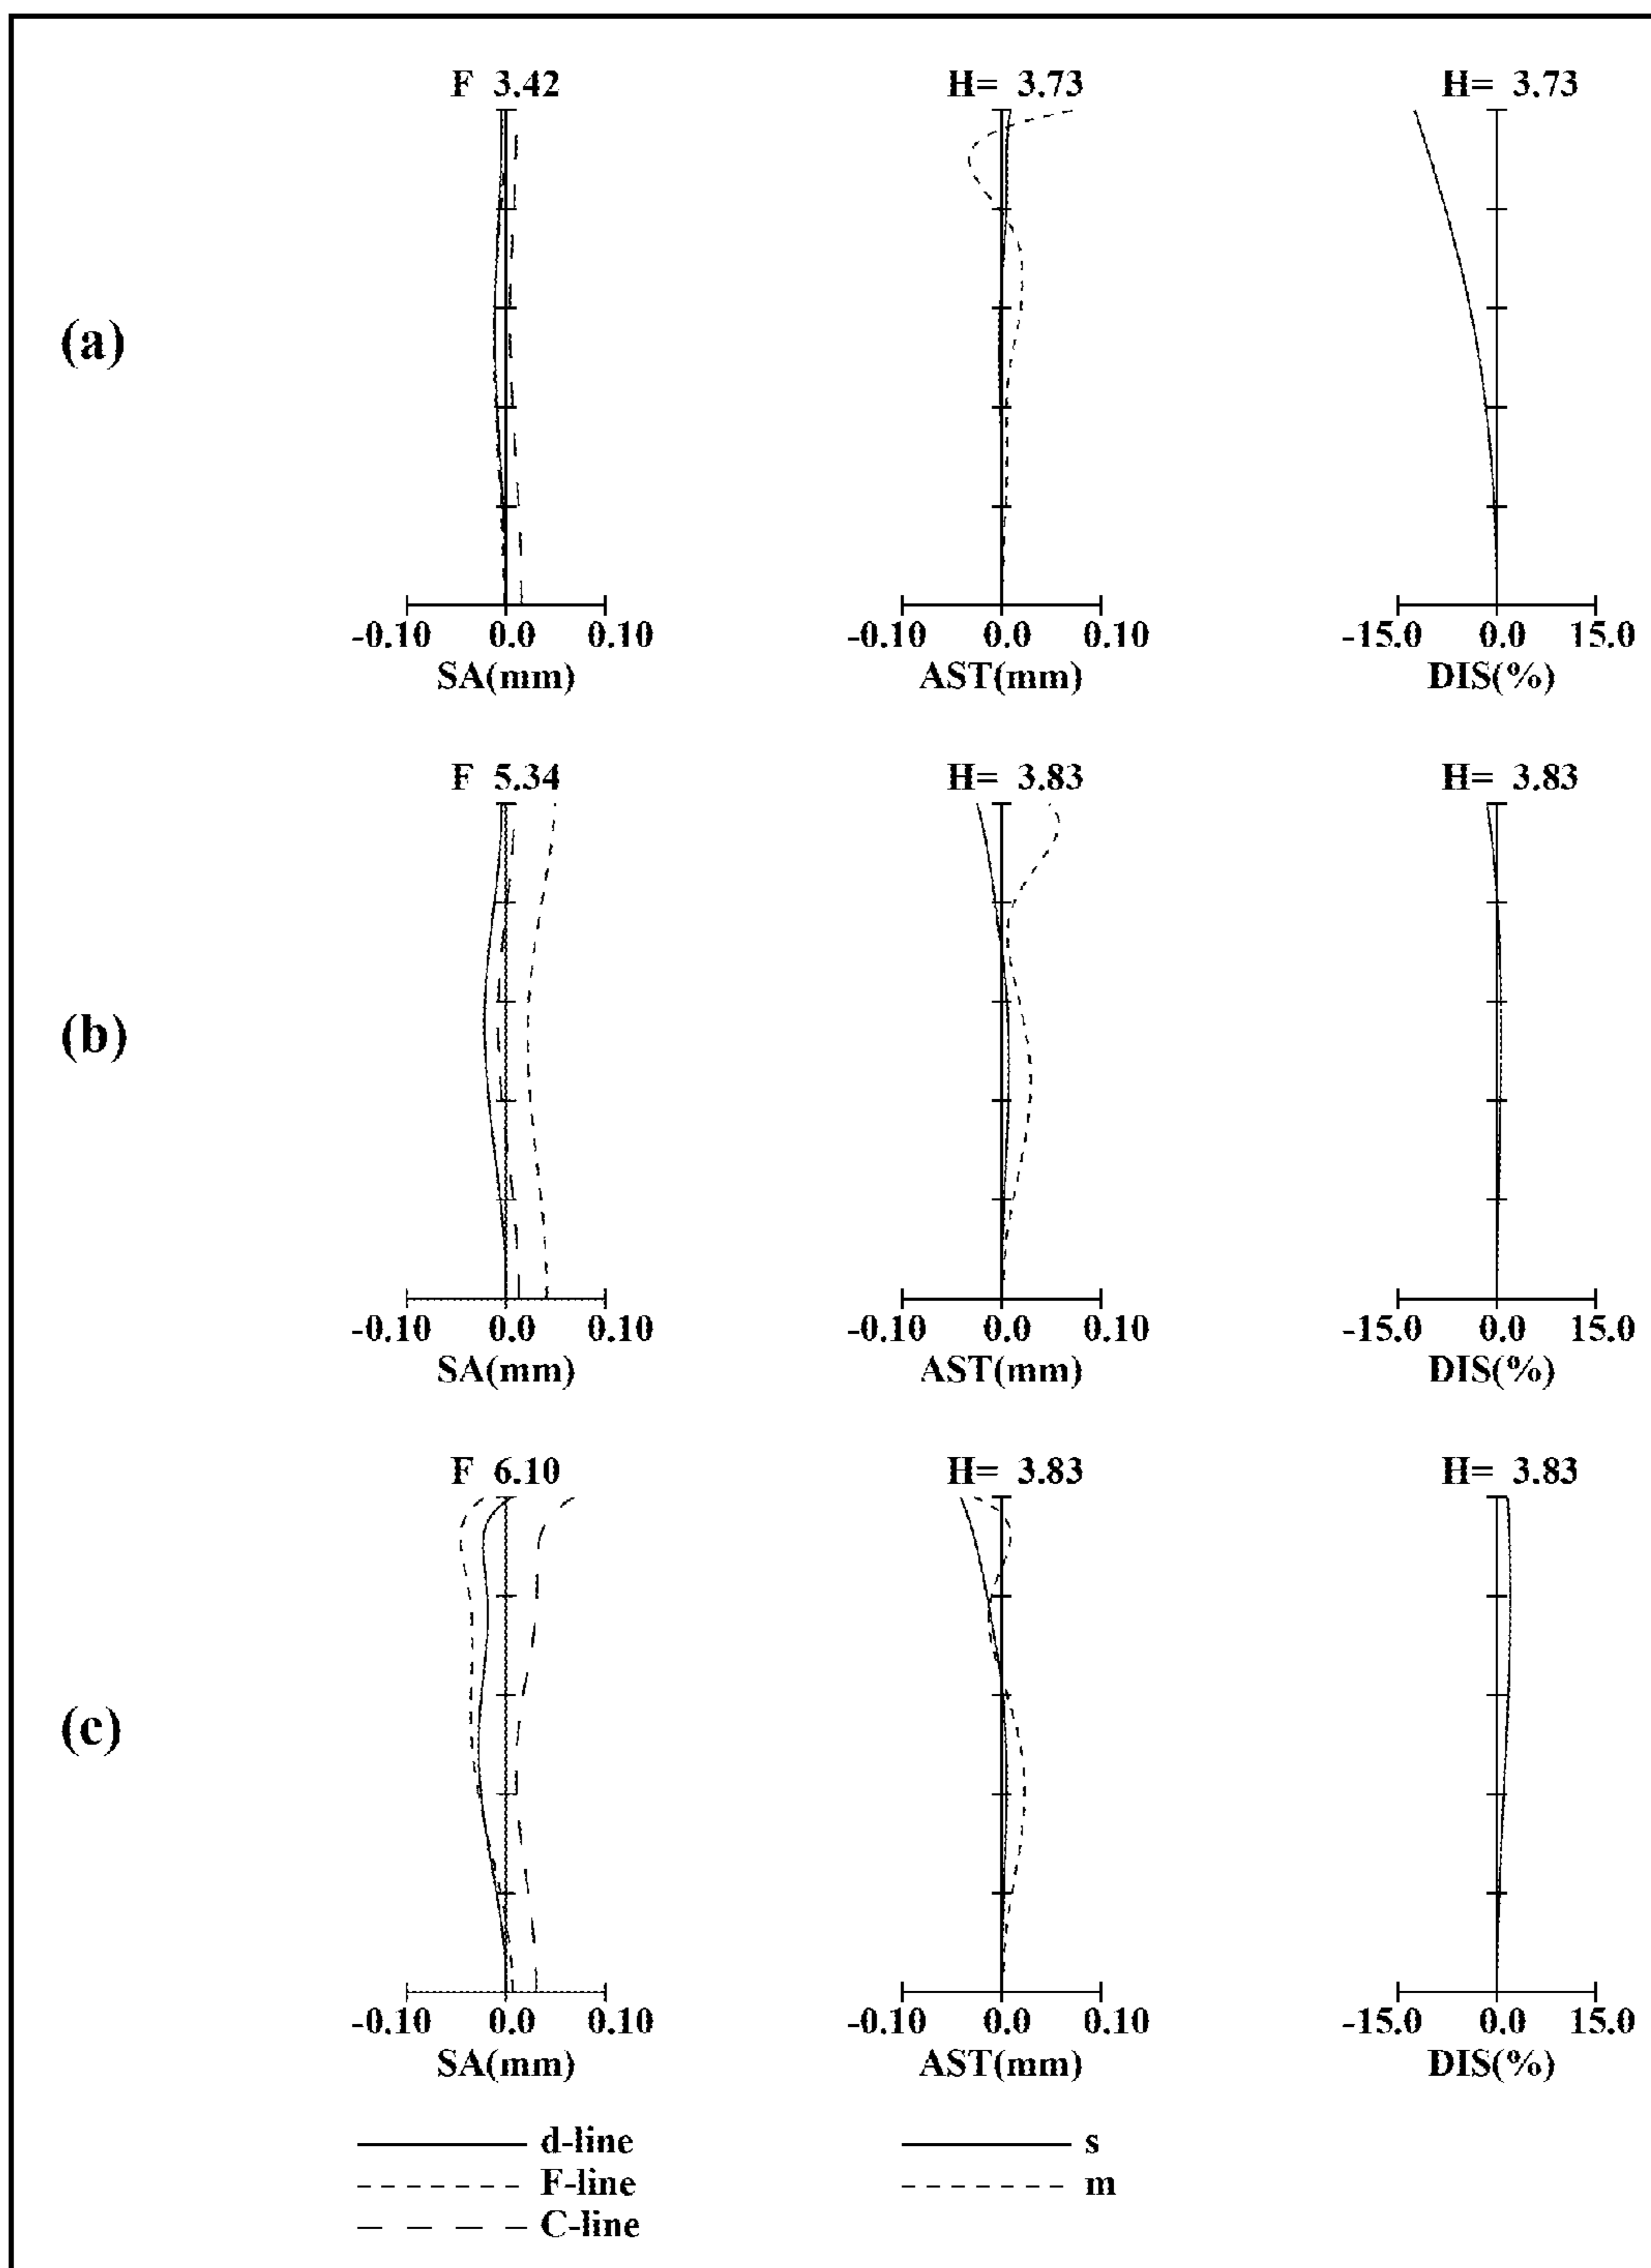 F 3.42 H= 3.73 H= 3.73
(a)
-0.10 0.0 0.10 -0.10 0.0 0.10 -15.0 0.0 15.0
SA(mm) AST(mm) DIS(%)
F 5.34 H= 3.83 H= 3.83
(b)
-0.10 0.0 0.10 -0.10 0.0 0.10 -15.0 0.0 15.0
SA(mm) AST(mm) DIS(%)
F 6.10 H= 3.83 H= 3.83
(c)
-0.10 0.0 0.10 -0.10 0.0 0.10 -15.0 0.0 15.0
SA(mm) AST(mm) DIS(%)
d-line s
F-line m
C-line